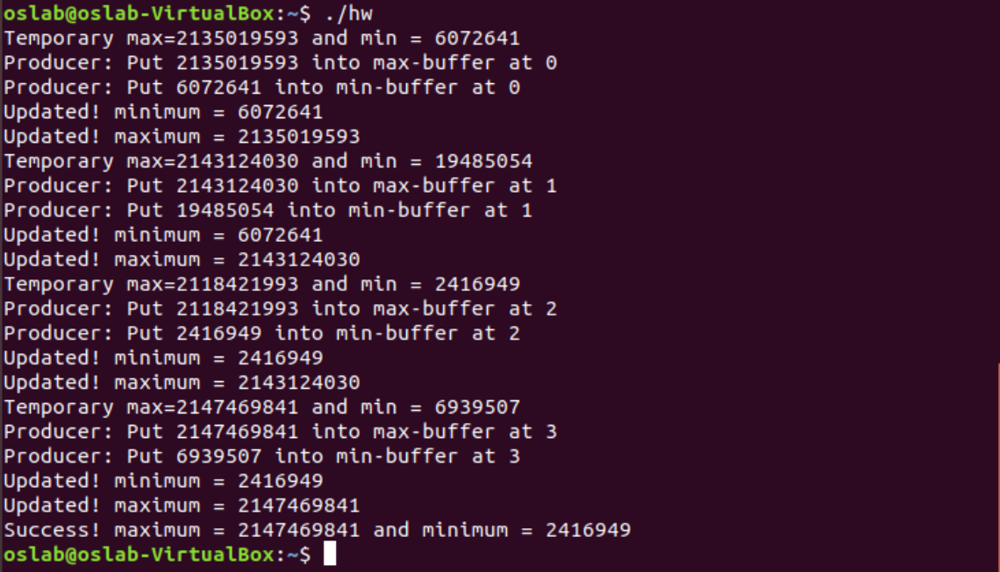 oslab@oslab-VirtualBox:~$ ./hw
Temporary max=2135019593 and min = 6072641
Producer: Put 2135019593 into max-buffer at 0
Producer: Put 6072641 into min-buffer at 0
Updated! minimum = 6072641
Updated! maximum = 2135019593
Temporary max=2143124030 and min = 19485054
Producer: Put 2143124030 into max-buffer at 1
Producer: Put 19485054 into min-buffer at 1
Updated! minimum = 6072641
Updated! maximum = 2143124030
Temporary max=2118421993 and min = 2416949
Producer: Put 2118421993 into max-buffer at 2
Producer: Put 2416949 into min-buffer at 2
Updated! minimum = 2416949
Updated! maximum = 2143124030
Temporary max=2147469841 and min = 6939507
Producer: Put 2147469841 into max-buffer at 3
Producer: Put 6939507 into min-buffer at 3
Updated! minimum = 2416949
Updated! maximum = 2147469841
Success! maximum = 2147469841 and minimum = 2416949
oslab@oslab-VirtualBox:~$